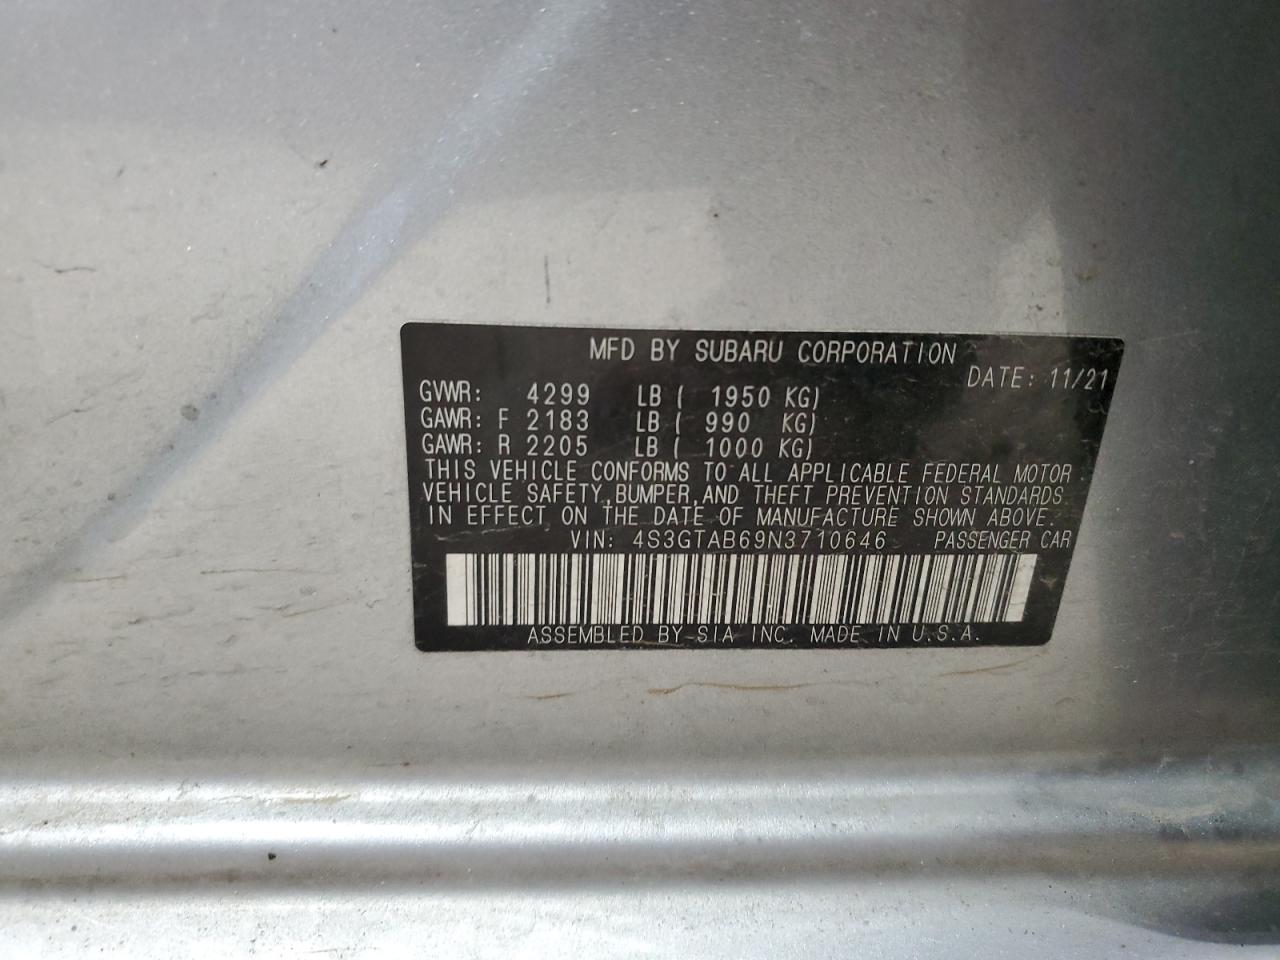 MFD BY SUBARU CORPORATION
DATE: 11/21
GVWR: 4299 LB ( 1950 KG)
GAWR: F 2183 LB ( 990 KG)
GAWR: R 2205 LB ( 1000 KG)
THIS VEHICLE CONFORMS TO ALL APPLICABLE FEDERAL MOTOR
VEHICLE SAFETY, BUMPER, AND THEFT PREVENTION STANDARDS
IN EFFECT ON THE DATE OF MANUFACTURE SHOWN ABOVE.
VIN: 4S3GTAB69N3710646 PASSENGER CAR
ASSEMBLED BY SIA INC. MADE IN U.S.A.